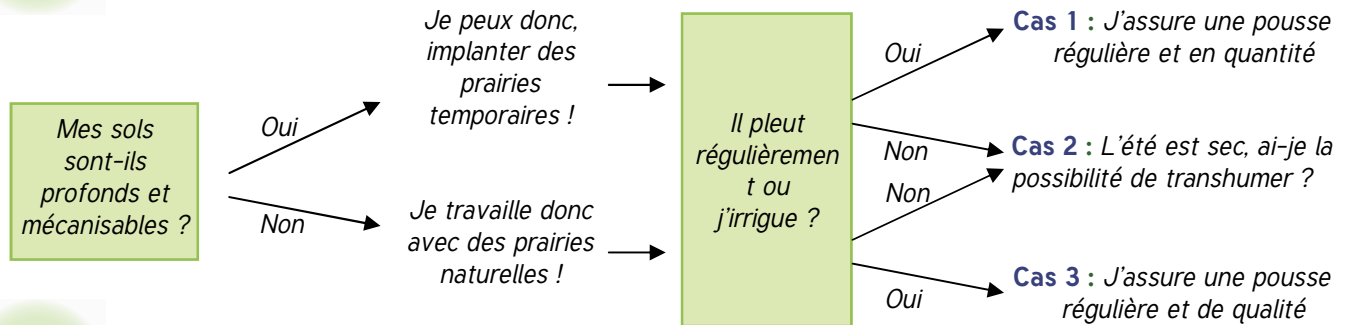 Mes sols
sont-ils
profonds et
mécanisables ?
Oui
Non
Je peux donc,
implanter des
prairies
temporaires !
Je travaille donc
avec des prairies
naturelles !
Il pleut
régulièremen
t ou
j'irrigue ?
Oui
Non
Non
Oui
Cas 1 : J'assure une pousse
régulière et en quantité
Cas 2 : L'été est sec, ai-je la
possibilité de transhumer ?
Cas 3 : J'assure une pousse
régulière et de qualité